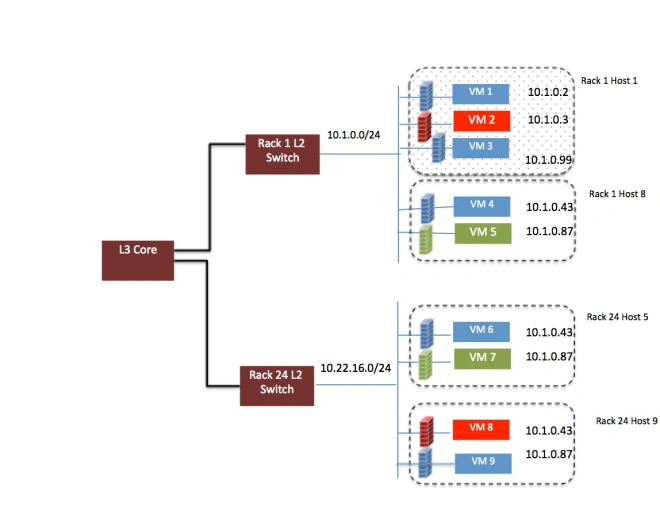 Rack 1 Host 1
VM 1
10.1.0.2
VM 2
10.1.0.3
VM 3
10.1.0.99
10.1.0.0/24
Rack 1 L2
Switch
Rack 1 Host 8
VM 4
10.1.0.43
VM 5
10.1.0.87
L3 Core
Rack 24 Host 5
VM 6
10.1.0.43
VM 7
10.1.0.87
10.22.16.0/24
Rack 24 L2
Switch
Rack 24 Host 9
VM 8
10.1.0.43
VM 9
10.1.0.87